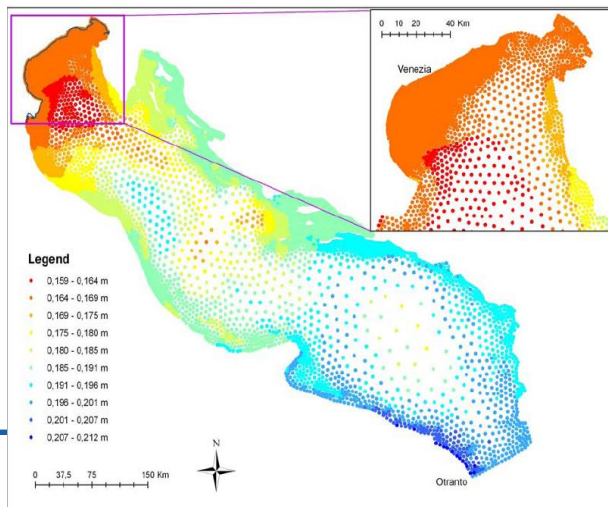 0 10 20 40 Km
Venezia
Legend
0,159 - 0,164 m
0,164 - 0,169 m
0,169 - 0,175 m
0,175 - 0,180 m
0,180 - 0,185 m
0,185 - 0,191 m
0,191 - 0,196 m
0,196 - 0,201 m
0,201 - 0,207 m
0,207 - 0,212 m
N
0 37,5 75 150 Km
Otranto